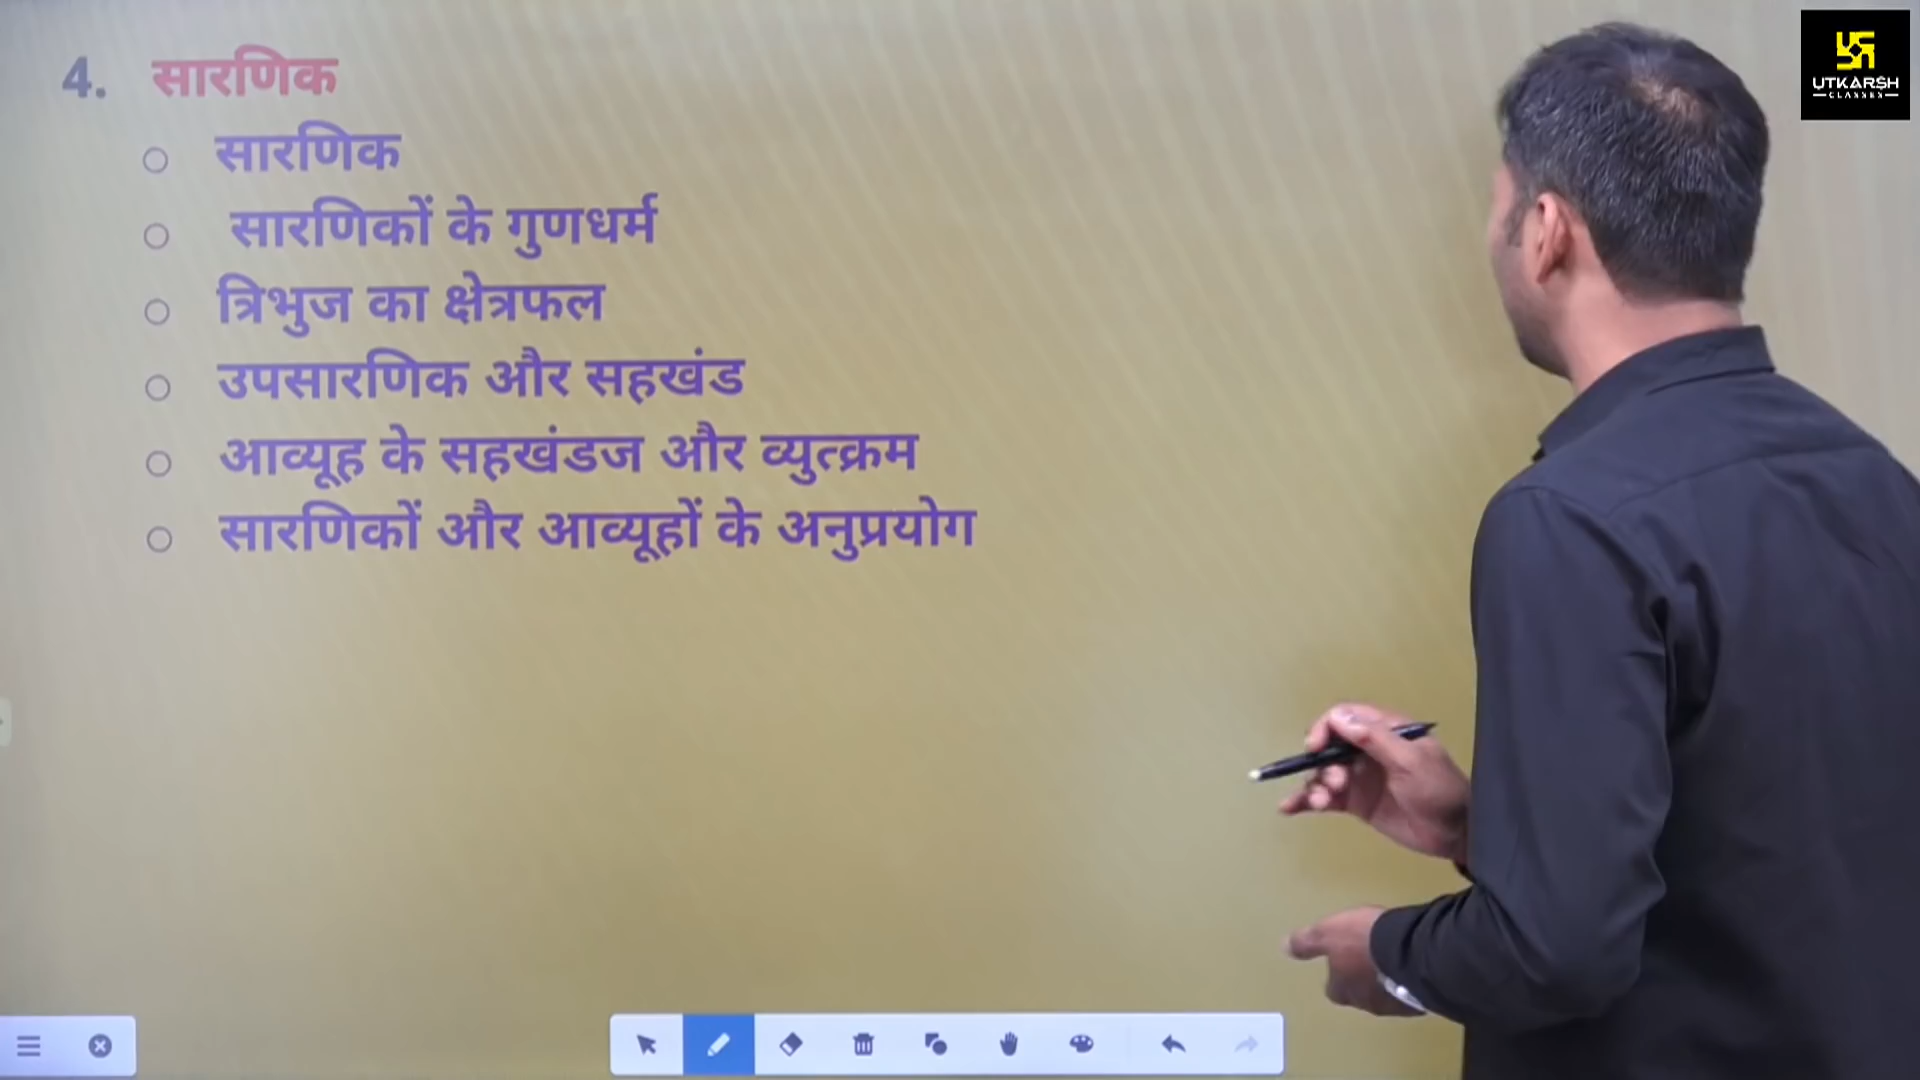 4. सारणिक
सारणिक
सारणिकों के गुणधर्म
त्रिभुज का क्षेत्रफल
उपसारणिक और सहखंड
आव्यूह के सहखंडज और व्युत्क्रम
सारणिकों और आव्यूहों के अनुप्रयोग
UTKARSH
CLASSES